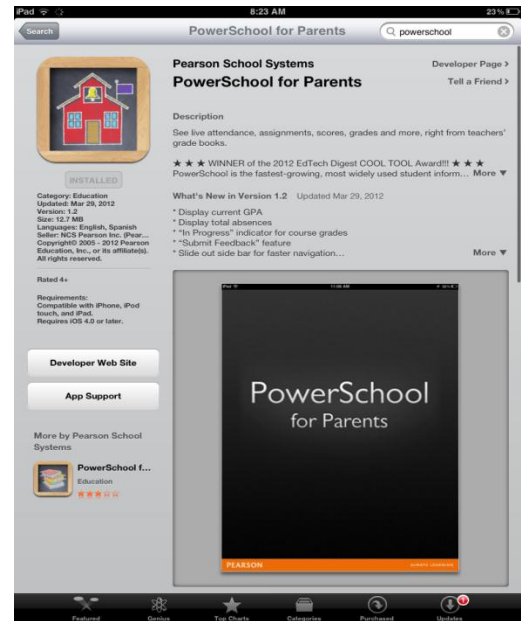 iPad 8:23 AM 23%
Search PowerSchool for Parents powerschool
Pearson School Systems Developer Page >
PowerSchool for Parents Tell a Friend >
Description
See live attendance, assignments, scores, grades and more, right from teachers'
grade books.
★ ★ ★ WINNER of the 2012 EdTech Digest COOL TOOL Award!!! ★ ★ ★
PowerSchool is the fastest-growing, most widely used student inform... More ▼
What's New in Version 1.2 Updated Mar 29, 2012
* Display current GPA
* Display total absences
* "In Progress" indicator for course grades
* "Submit Feedback" feature
* Slide out side bar for faster navigation... More ▼
INSTALLED
Category: Education
Updated: Mar 29, 2012
Version: 1.2
Size: 12.7 MB
Languages: English, Spanish
Seller: NCS Pearson Inc. (Pear...
Copyright© 2005 - 2012 Pearson
Education, Inc., or its affiliate(s).
All rights reserved.
Rated 4+
Requirements:
Compatible with iPhone, iPod
touch, and iPad.
Requires iOS 4.0 or later.
Developer Web Site
App Support
More by Pearson School
Systems
PowerSchool f...
Education
iPad 11:08 AM
PowerSchool
for Parents
PEARSON ALWAYS LEARNING
Featured Genius Top Charts Categories Purchased Updates